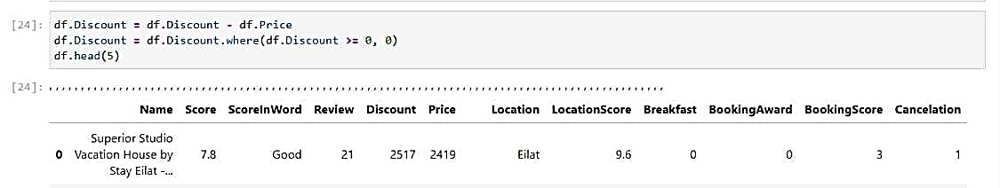 [24]: df.Discount = df.Discount - df.Price
df.Discount = df.Discount.where(df.Discount >= 0, 0)
df.head(5)
[24]:
Name Score ScoreInWord Review Discount Price Location LocationScore Breakfast BookingAward BookingScore Cancelation
Superior Studio
0 Vacation House by 7.8 Good 21 2517 2419 Eilat 9.6 0 0 3 1
Stay Eilat -...